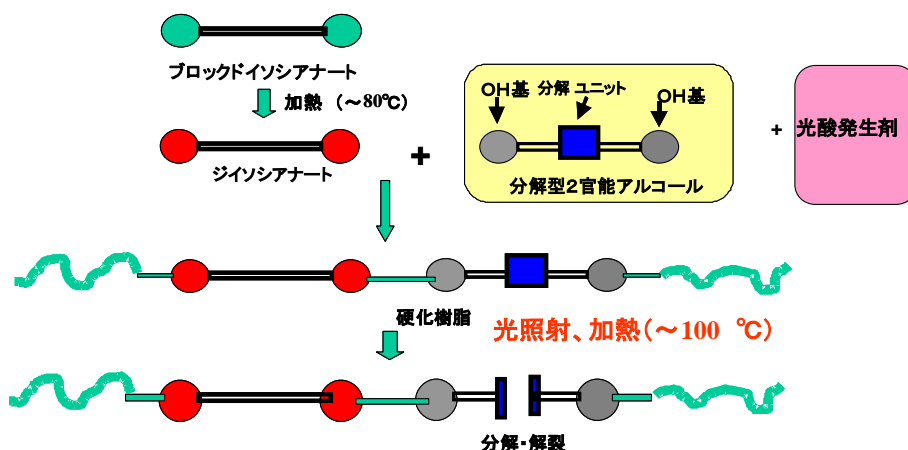 ブロックドイソシアナート
加熱 (～80℃)
ジイソシアナート
+
OH基
分解 ユニット
OH基
分解型2官能アルコール
+
光酸発生剤
硬化樹脂
光照射、加熱(～100 ℃)
分解・解裂